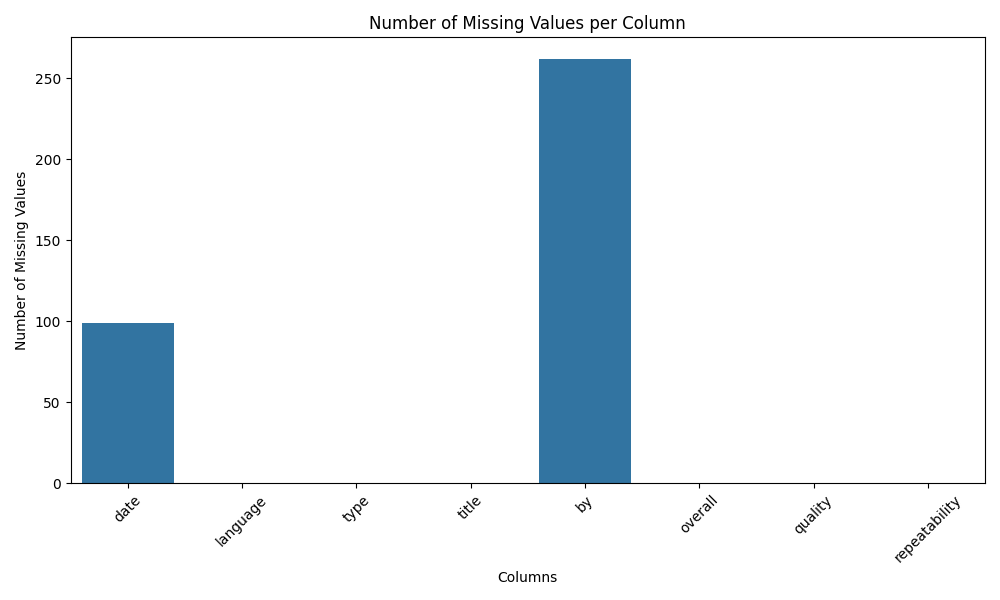 Number of Missing Values per Column
Number of Missing Values
250
200
150
100
50
0
date
language
type
title
by
overall
quality
repeatability
Columns